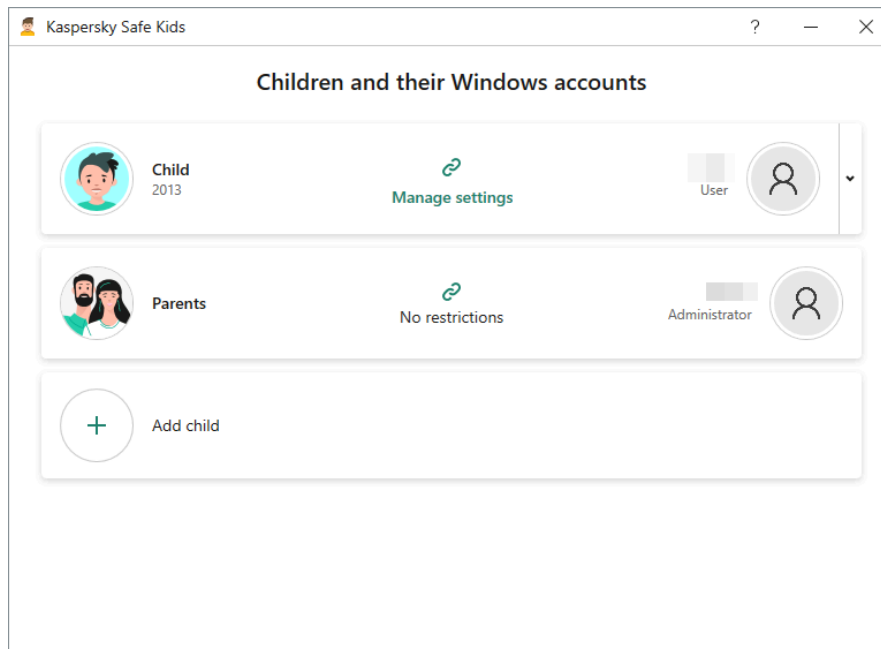 Kaspersky Safe Kids
Children and their Windows accounts
Child
2013
Manage settings
User
Parents
No restrictions
Administrator
Add child